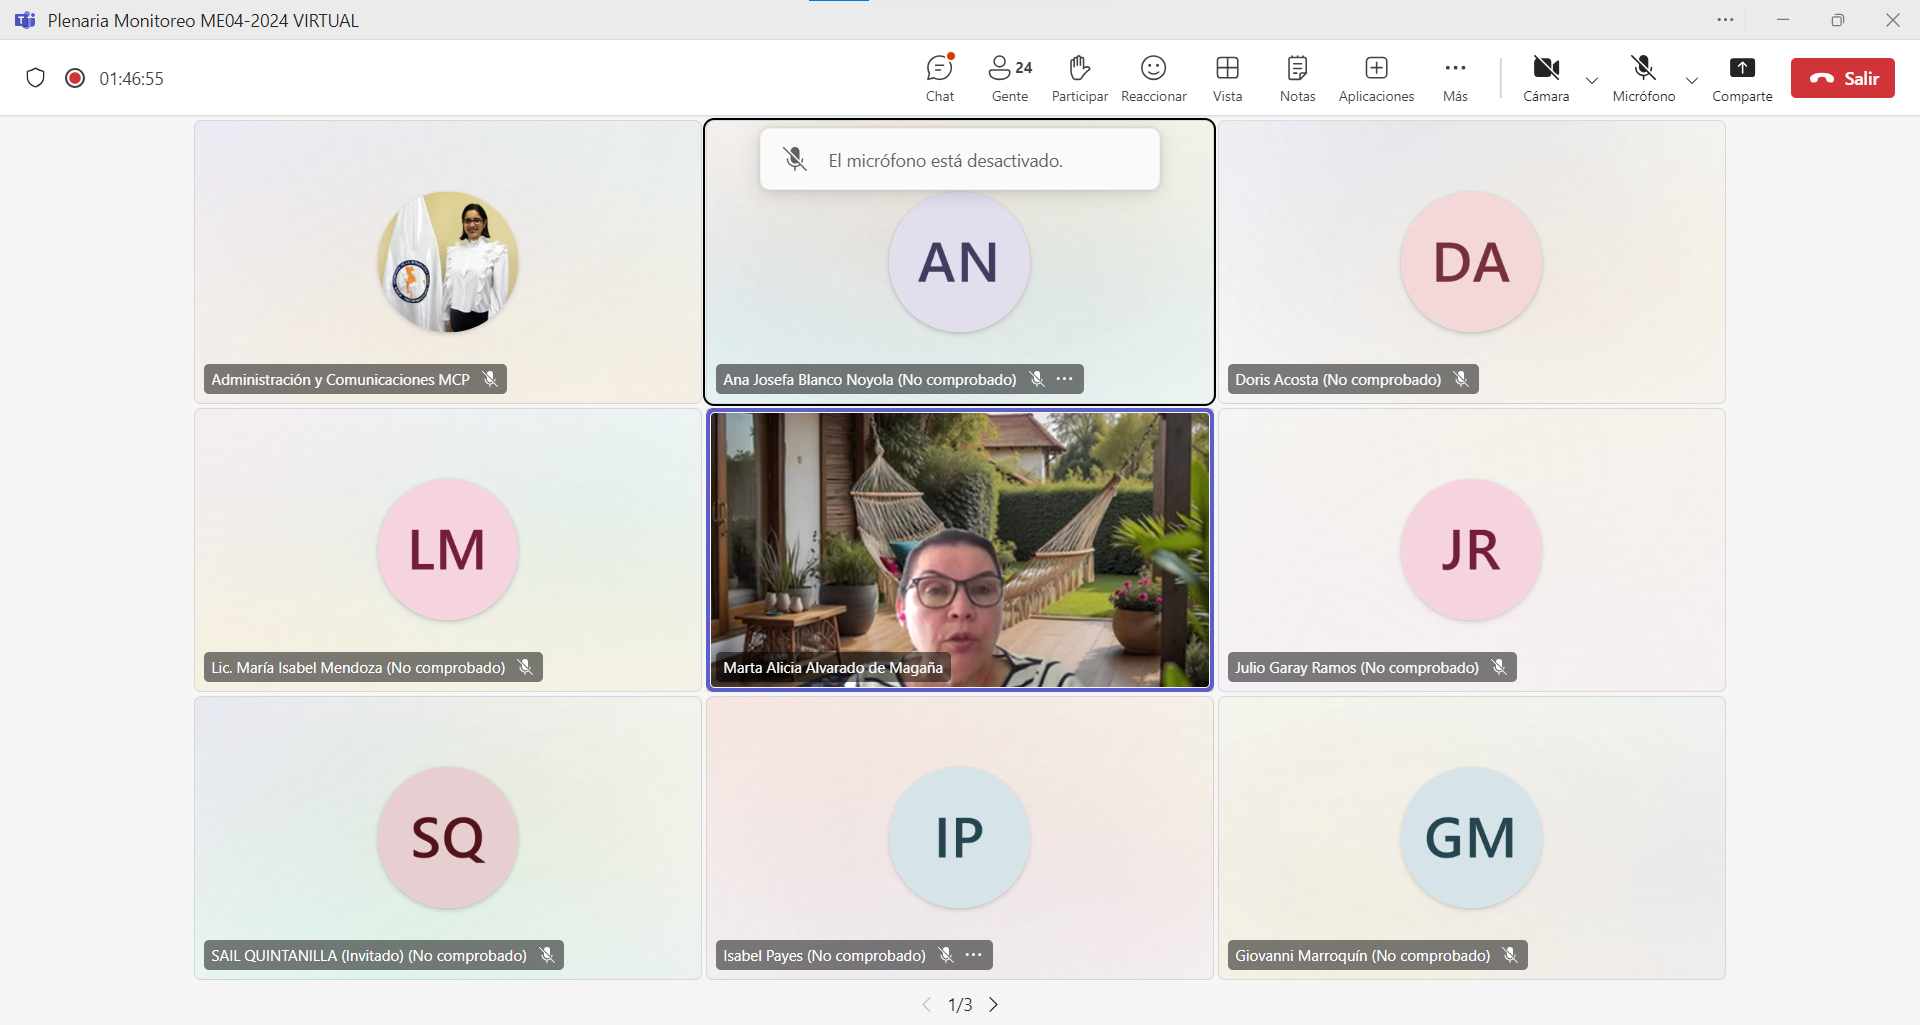 Plenaria Monitoreo ME04-2024 VIRTUAL
01:46:55
Chat
24
Gente
Participar
Reaccionar
Vista
Notas
Aplicaciones
Más
Cámara
Micrófono
Comparte
Salir
El micrófono está desactivado.
AN
DA
Administración y Comunicaciones MCP
Ana Josefa Blanco Noyola (No comprobado)
Doris Acosta (No comprobado)
LM
JR
Lic. María Isabel Mendoza (No comprobado)
Marta Alicia Alvarado de Magaña
Julio Garay Ramos (No comprobado)
SQ
IP
GM
SAIL QUINTANILLA (Invitado) (No comprobado)
Isabel Payes (No comprobado)
Giovanni Marroquín (No comprobado)
1/3